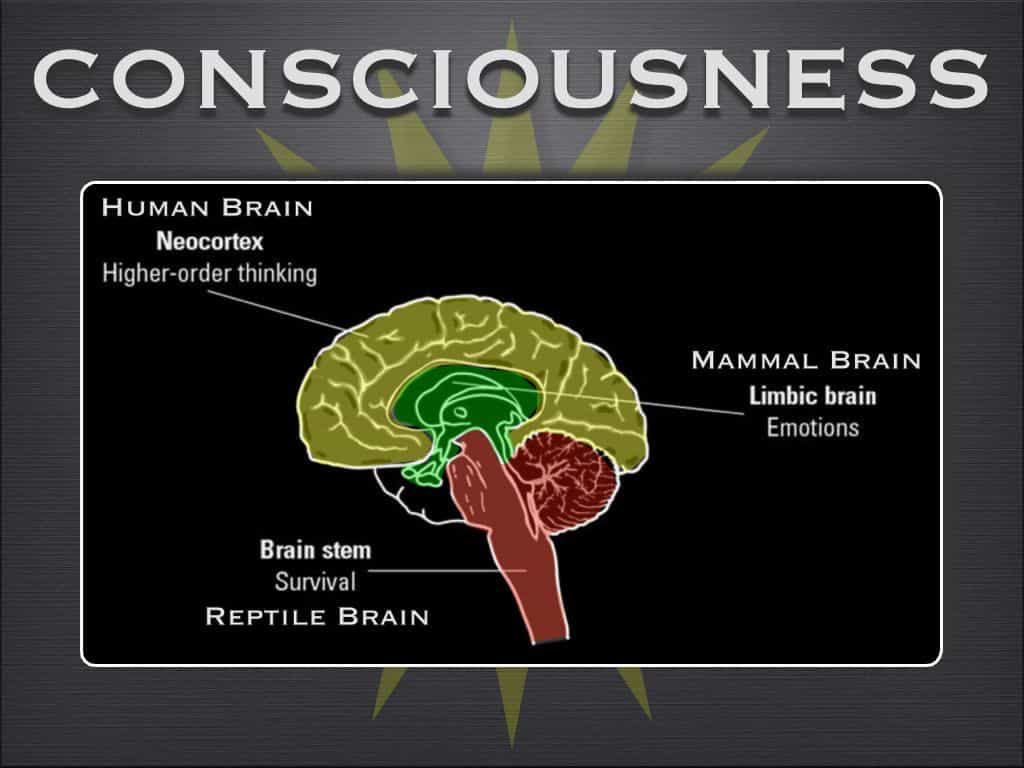 CONSCIOUSNESS
HUMAN BRAIN
Neocortex
Higher-order thinking
MAMMAL BRAIN
Limbic brain
Emotions
Brain stem
Survival
REPTILE BRAIN